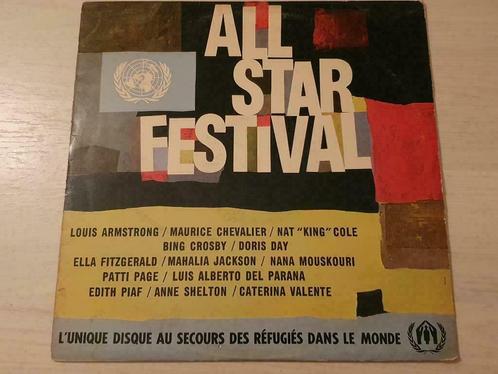 ALL
STAR
FESTIVAL
LOUIS ARMSTRONG / MAURICE CHEVALIER / NAT "KING" COLE
BING CROSBY / DORIS DAY
ELLA FITZGERALD / MAHALIA JACKSON / NANA MOUSKOURI
PATTI PAGE / LUIS ALBERTO DEL PARANA
EDITH PIAF / ANNE SHELTON / CATERINA VALENTE
L'UNIQUE DISQUE AU SECOURS DES RÉFUGIÉS DANS LE MONDE